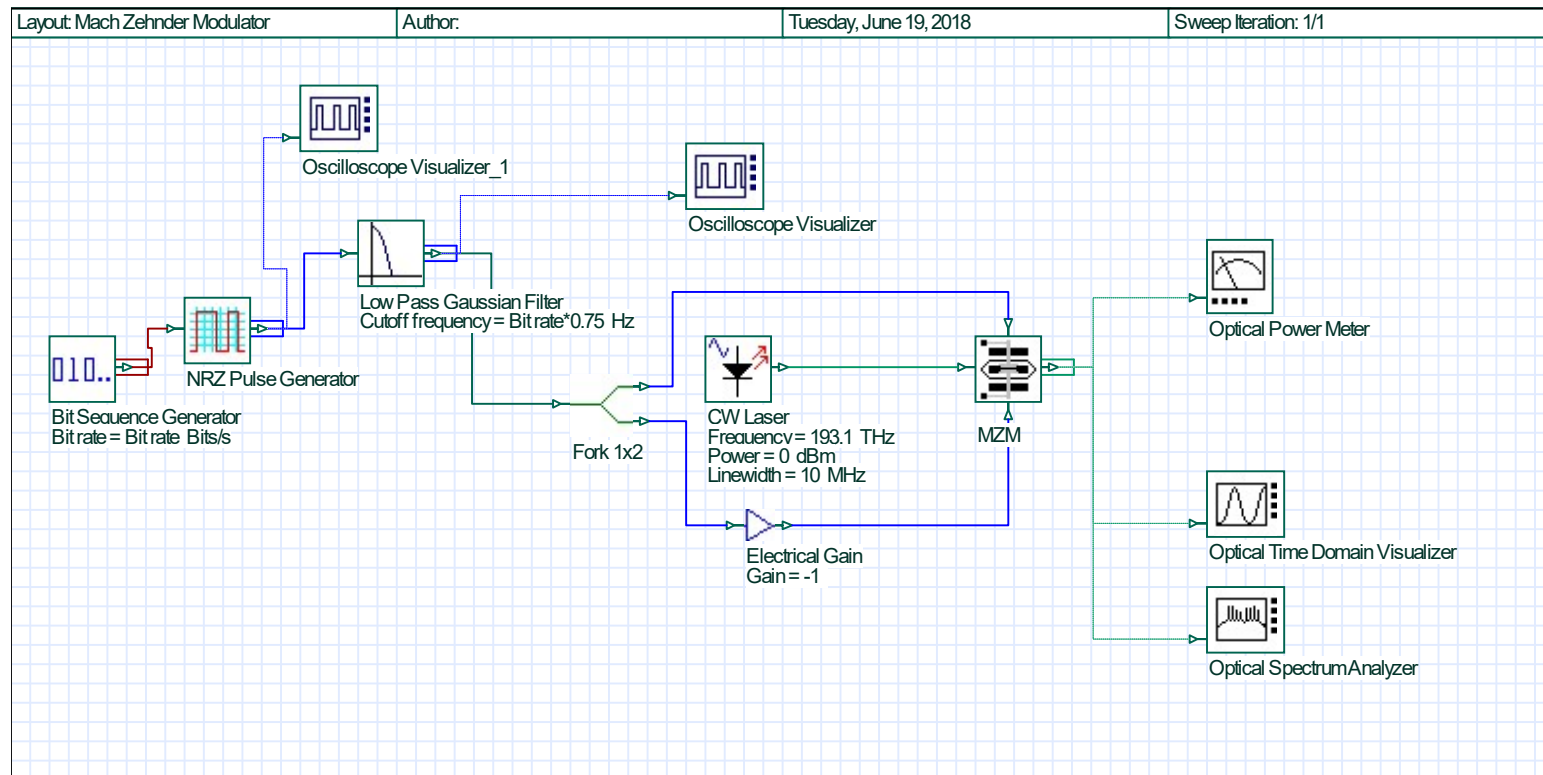 Layout: Mach Zehnder Modulator
Author:
Tuesday, June 19, 2018
Sweep Iteration: 1/1
Oscilloscope Visualizer_1
Oscilloscope Visualizer
Low Pass Gaussian Filter
Cutoff frequency = Bit rate*0.75 Hz
Optical Power Meter
NRZ Pulse Generator
010..
Bit Sequence Generator
Bit rate = Bit rate Bits/s
Fork 1x2
CW Laser
Frequency = 193.1 THz
Power = 0 dBm
Linewidth = 10 MHz
MZM
Electrical Gain
Gain = -1
Optical Time Domain Visualizer
Optical Spectrum Analyzer